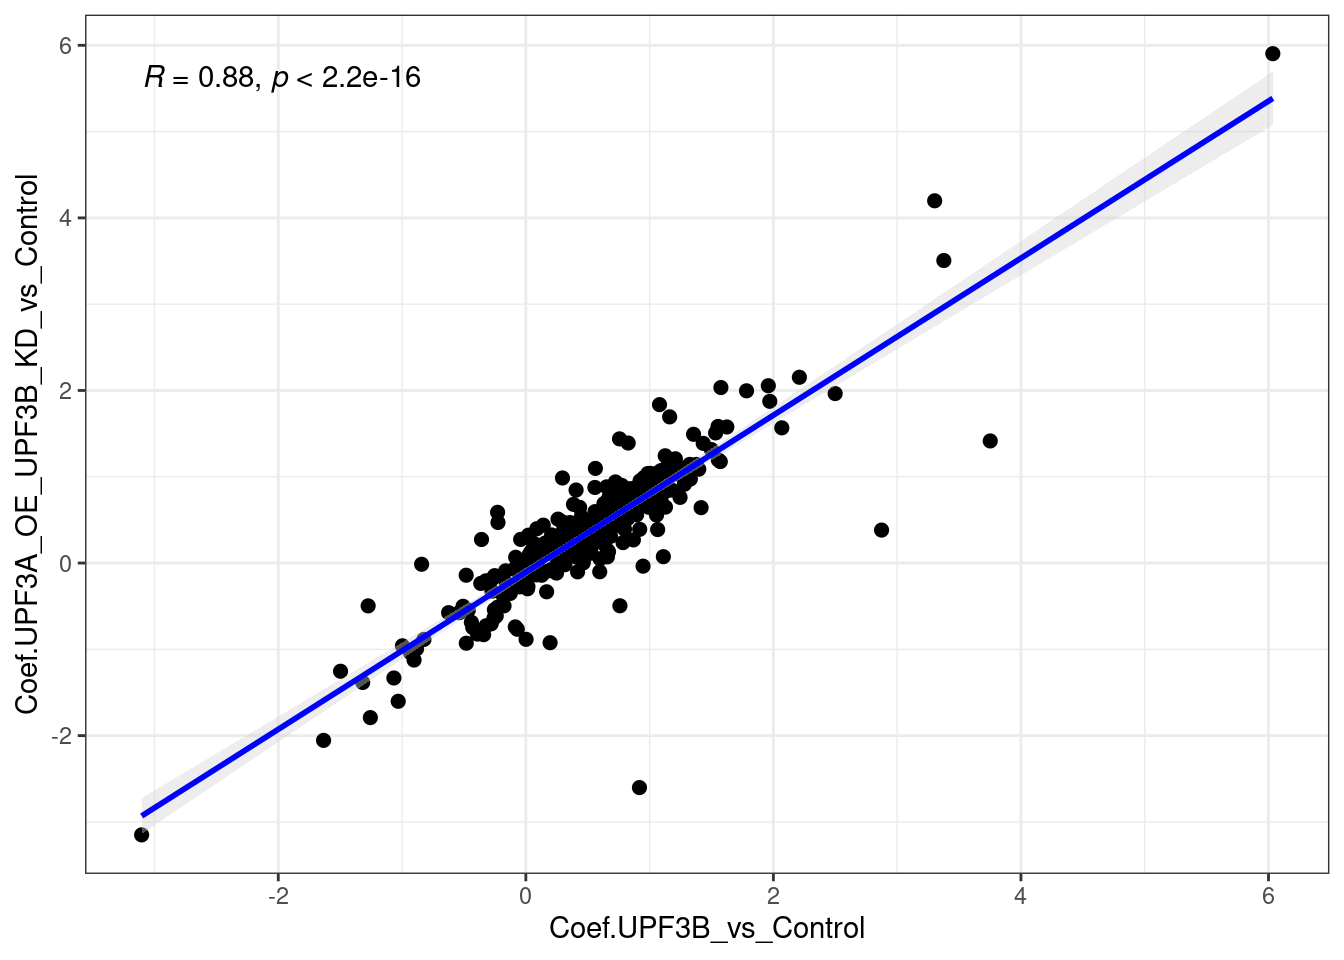 R = 0.88, p < 2.2e-16
6
4
2
0
-2
Coef.UPF3A_OE_UPF3B_KD_vs_Control
-2 0 2 4 6
Coef.UPF3B_vs_Control